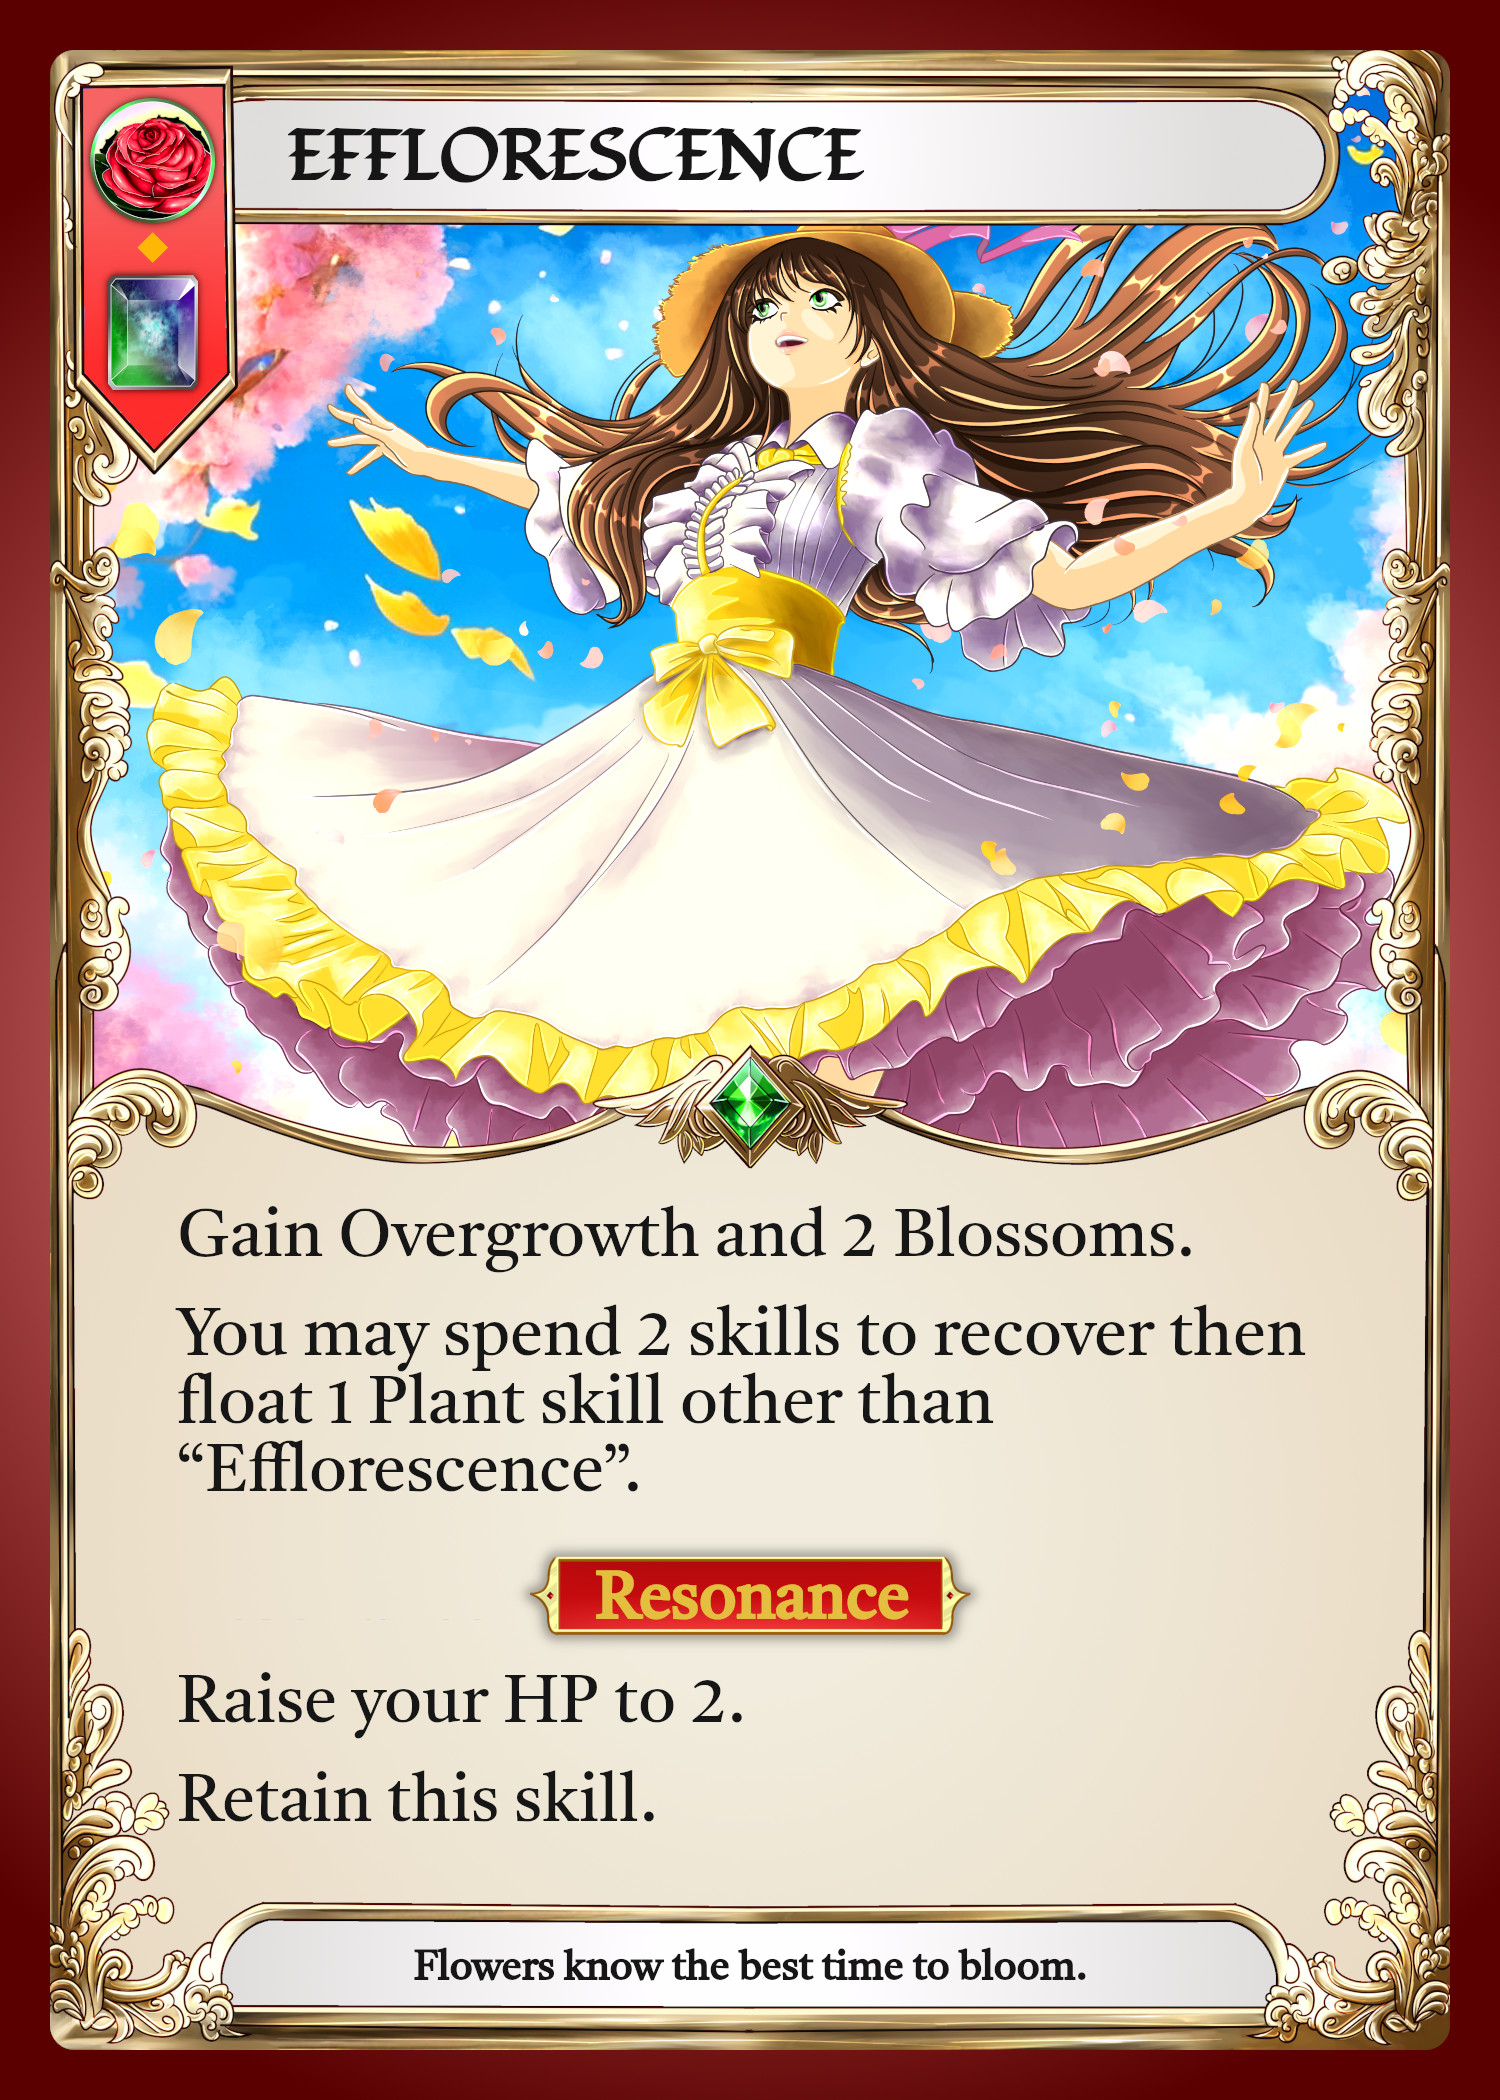 EFFLORESCENCE
Gain Overgrowth and 2 Blossoms.
You may spend 2 skills to recover then
float 1 Plant skill other than
“Efflorescence”.
Resonance
Raise your HP to 2.
Retain this skill.
Flowers know the best time to bloom.